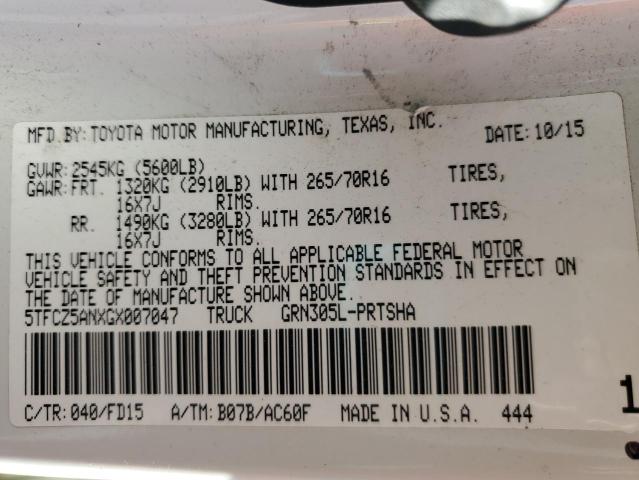 MFD.BY:TOYOTA MOTOR MANUFACTURING, TEXAS, INC. DATE:10/15
GVWR:2545KG (5600LB)
GAWR:FRT. 1320KG (2910LB) WITH 265/70R16 TIRES,
16X7J RIMS.
RR. 1490KG (3280LB) WITH 265/70R16 TIRES,
16X7J RIMS.
THIS VEHICLE CONFORMS TO ALL APPLICABLE FEDERAL MOTOR
VEHICLE SAFETY AND THEFT PREVENTION STANDARDS IN EFFECT ON
THE DATE OF MANUFACTURE SHOWN ABOVE.
5TFCZ5ANXGX007047 TRUCK GRN305L-PRTSHA
C/TR:040/FD15 A/TM:B07B/AC60F MADE IN U.S.A. 444
1